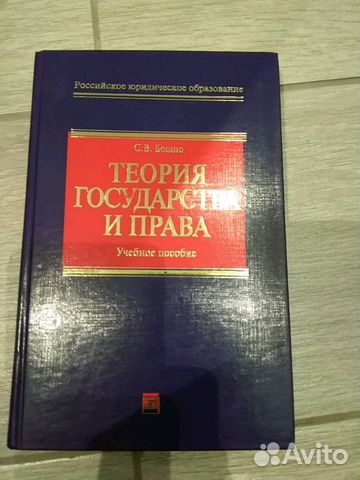 Российское юридическое образование
С.В. Бошно
ТЕОРИЯ
ГОСУДАРСТВА
И ПРАВА
Учебное пособие
Avito